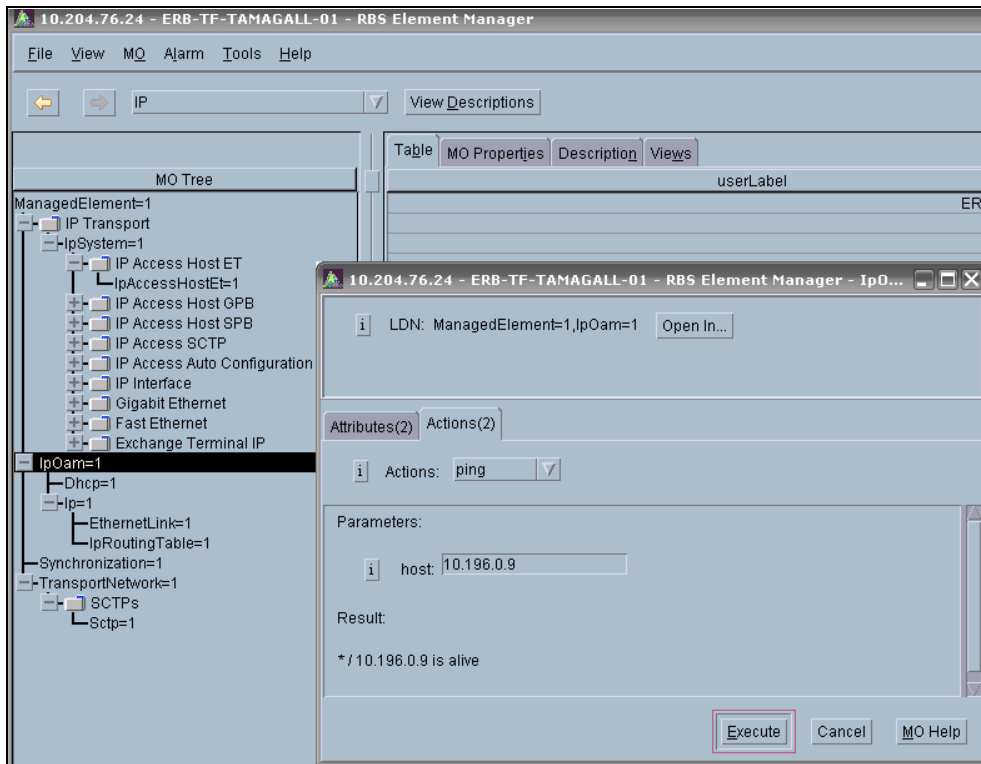 10.204.76.24 - ERB-TF-TAMAGALL-01 - RBS Element Manager
File View MO Alarm Tools Help
IP View Descriptions
Table MO Properties Description Views
MO Tree
userLabel
ER
ManagedElement=1
IP Transport
IpSystem=1
IP Access Host ET
IpAccessHostEt=1
IP Access Host GPB
IP Access Host SPB
IP Access SCTP
IP Access Auto Configuration
IP Interface
Gigabit Ethernet
Fast Ethernet
Exchange Terminal IP
IpOam=1
Dhcp=1
Ip=1
EthernetLink=1
IpRoutingTable=1
Synchronization=1
TransportNetwork=1
SCTPs
Sctp=1
10.204.76.24 - ERB-TF-TAMAGALL-01 - RBS Element Manager - IpO...
i LDN: ManagedElement=1,IpOam=1 Open In...
Attributes(2) Actions(2)
i Actions: ping
Parameters:
i host: 10.196.0.9
Result:
* / 10.196.0.9 is alive
Execute Cancel MO Help